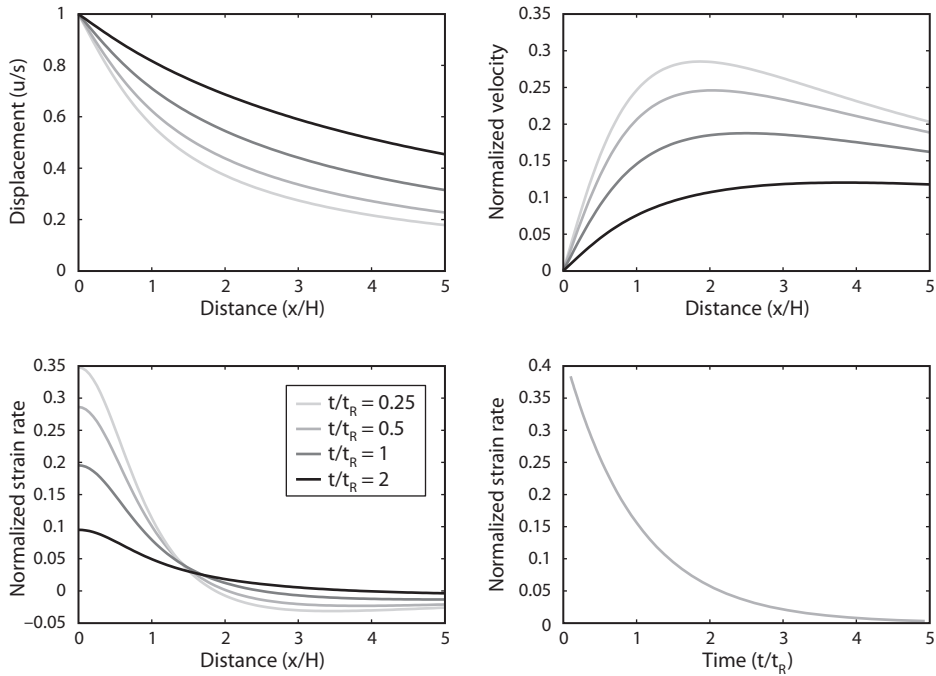 Displacement (u/s)
1
0.8
0.6
0.4
0.2
0
0 1 2 3 4 5
Distance (x/H)
Normalized velocity
0.35
0.3
0.25
0.2
0.15
0.1
0.05
0
0 1 2 3 4 5
Distance (x/H)
Normalized strain rate
0.35
0.3
0.25
0.2
0.15
0.1
0.05
0
−0.05
0 1 2 3 4 5
Distance (x/H)
t/tR = 0.25
t/tR = 0.5
t/tR = 1
t/tR = 2
Normalized strain rate
0.4
0.35
0.3
0.25
0.2
0.15
0.1
0.05
0
0 1 2 3 4 5
Time (t/tR)